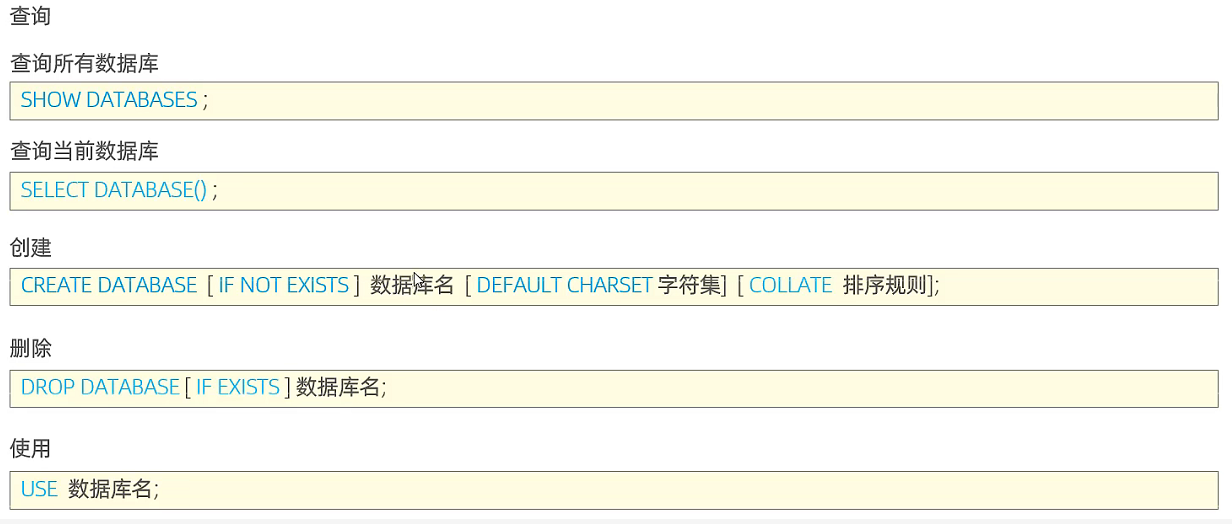 查询
查询所有数据库
SHOW DATABASES ;
查询当前数据库
SELECT DATABASE() ;
创建
CREATE DATABASE [ IF NOT EXISTS ] 数据库名 [ DEFAULT CHARSET 字符集] [ COLLATE 排序规则];
删除
DROP DATABASE [ IF EXISTS ] 数据库名;
使用
USE 数据库名;